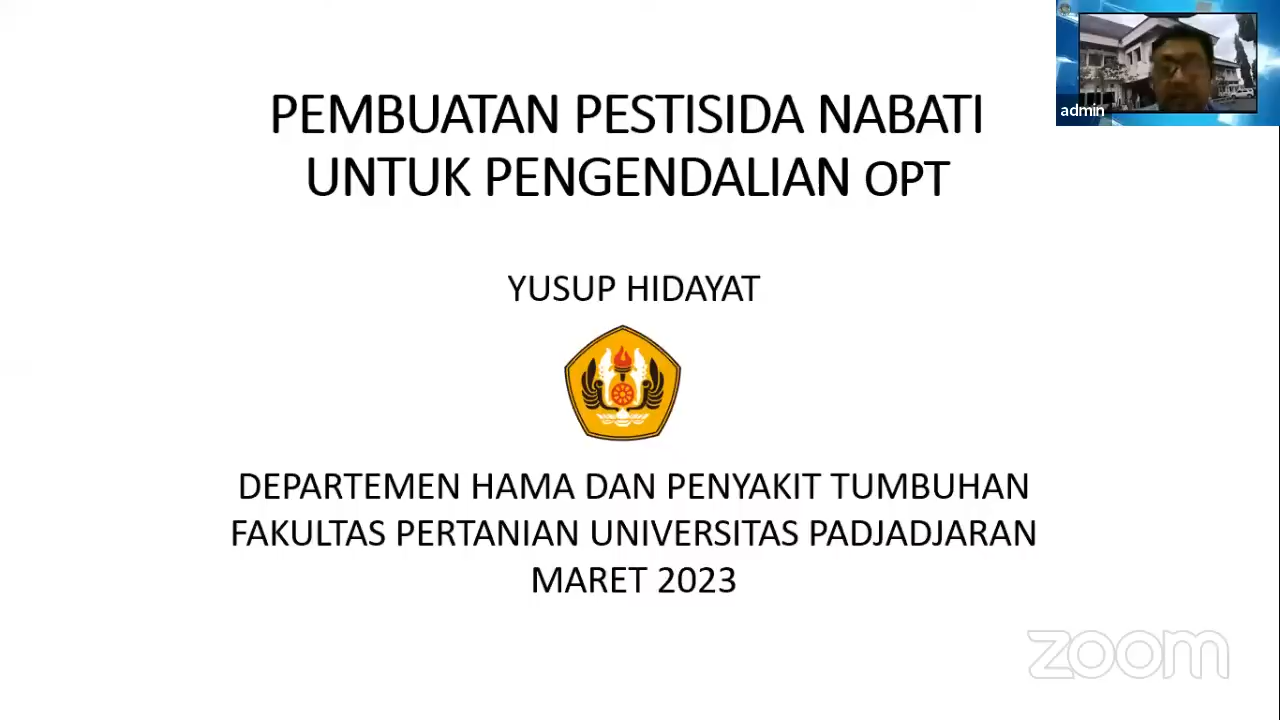 PEMBUATAN PESTISIDA NABATI
UNTUK PENGENDALIAN OPT
YUSUP HIDAYAT
DEPARTEMEN HAMA DAN PENYAKIT TUMBUHAN
FAKULTAS PERTANIAN UNIVERSITAS PADJADJARAN
MARET 2023
admin
zoom